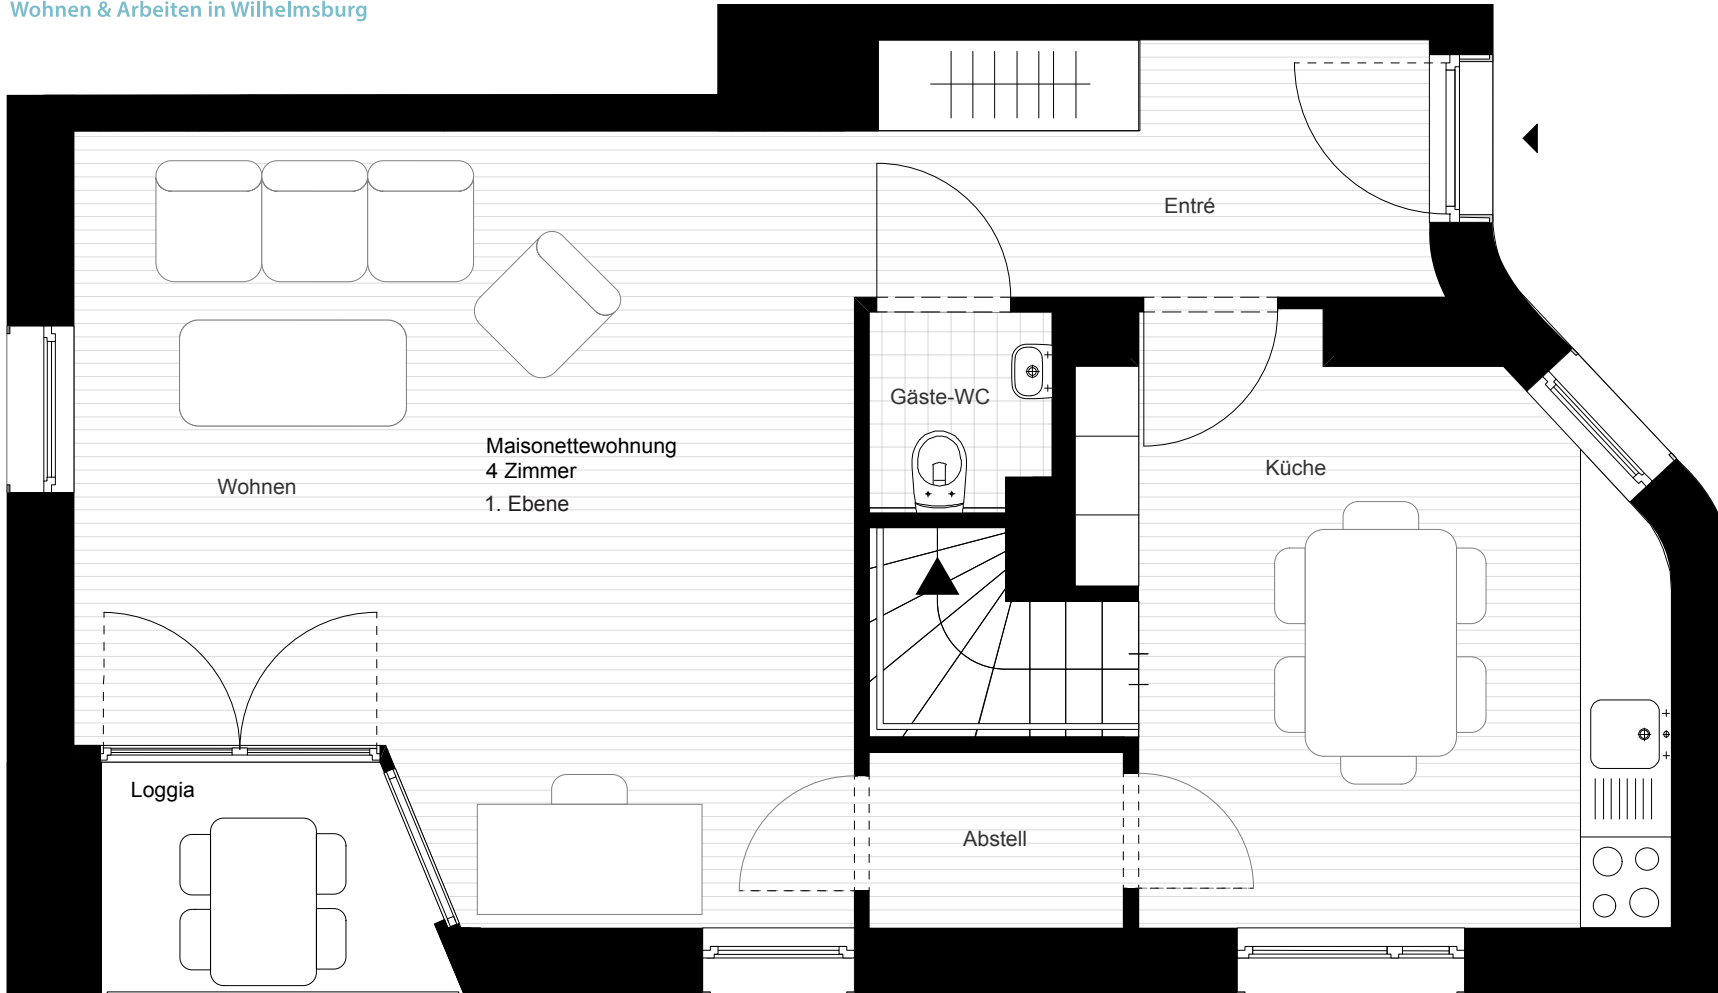 Wohnen & Arbeiten in Wilhelmsburg
Entré
Gäste-WC
Maisonettewohnung
4 Zimmer
1. Ebene
Wohnen
Küche
Loggia
Abstell